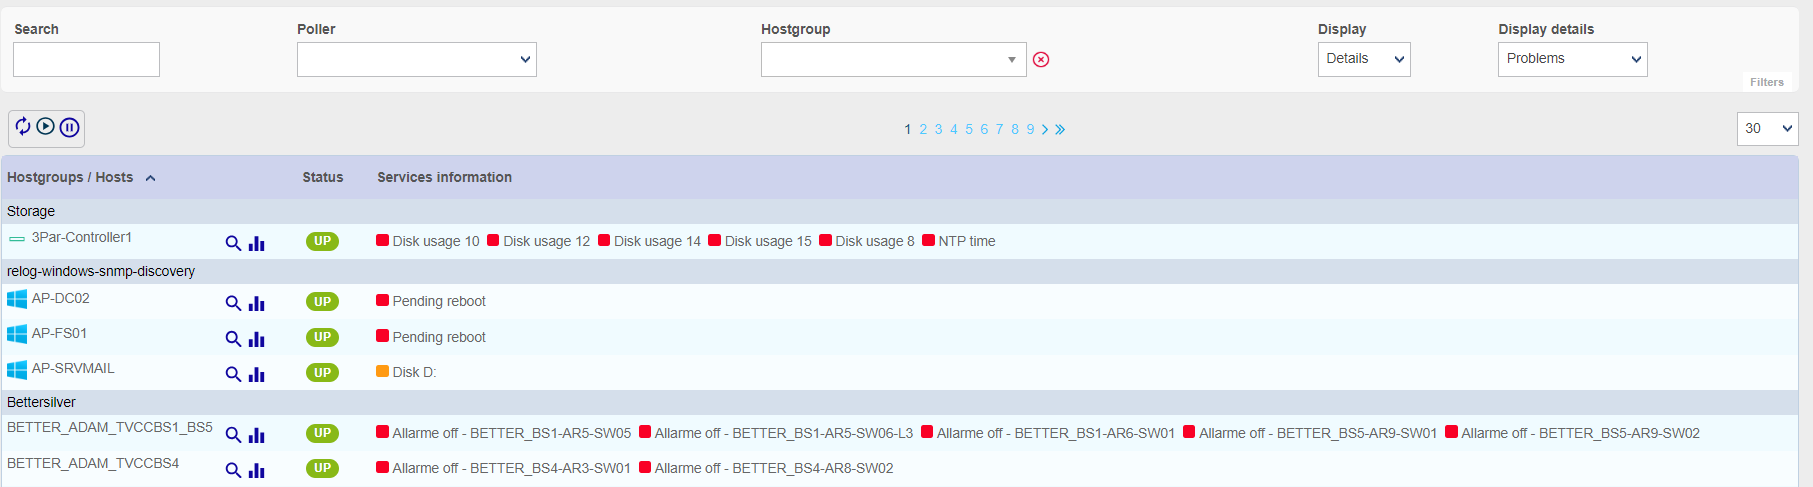 Search Poller Hostgroup Display Display details
Details Problems
Filters
1 2 3 4 5 6 7 8 9 30
Hostgroups / Hosts Status Services information
Storage
3Par-Controller1 UP Disk usage 10 Disk usage 12 Disk usage 14 Disk usage 15 Disk usage 8 NTP time
relog-windows-snmp-discovery
AP-DC02 UP Pending reboot
AP-FS01 UP Pending reboot
AP-SRVMAIL UP Disk D:
Bettersilver
BETTER_ADAM_TVCCBS1_BS5 UP Allarme off - BETTER_BS1-AR5-SW05 Allarme off - BETTER_BS1-AR5-SW06-L3 Allarme off - BETTER_BS1-AR6-SW01 Allarme off - BETTER_BS5-AR9-SW01 Allarme off - BETTER_BS5-AR9-SW02
BETTER_ADAM_TVCCBS4 UP Allarme off - BETTER_BS4-AR3-SW01 Allarme off - BETTER_BS4-AR8-SW02